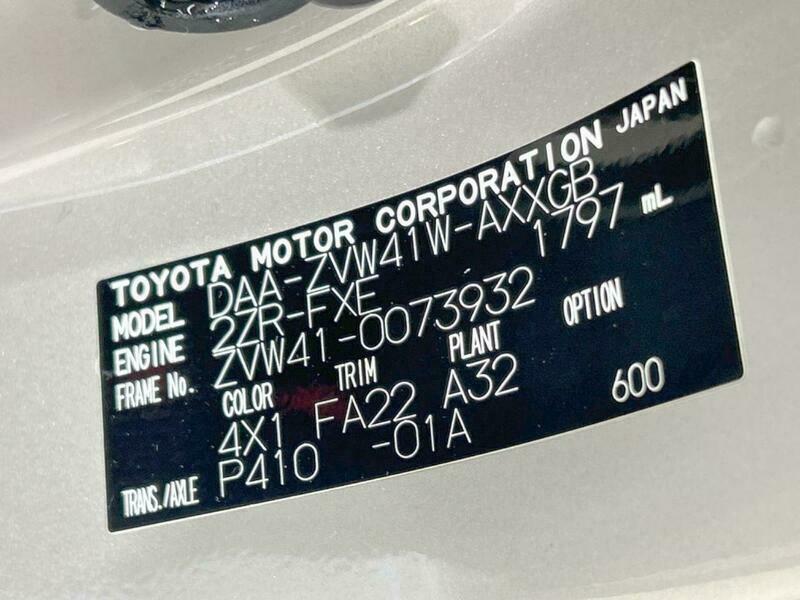 TOYOTA MOTOR CORPORATION JAPAN
MODEL DAA-ZVW41W-AXXGB
ENGINE 2ZR-FXE 1797 mL
FRAME No. ZVW41-0073932
COLOR TRIM PLANT OPTION
4X1 FA22 A32 600
TRANS./AXLE P410 -01A